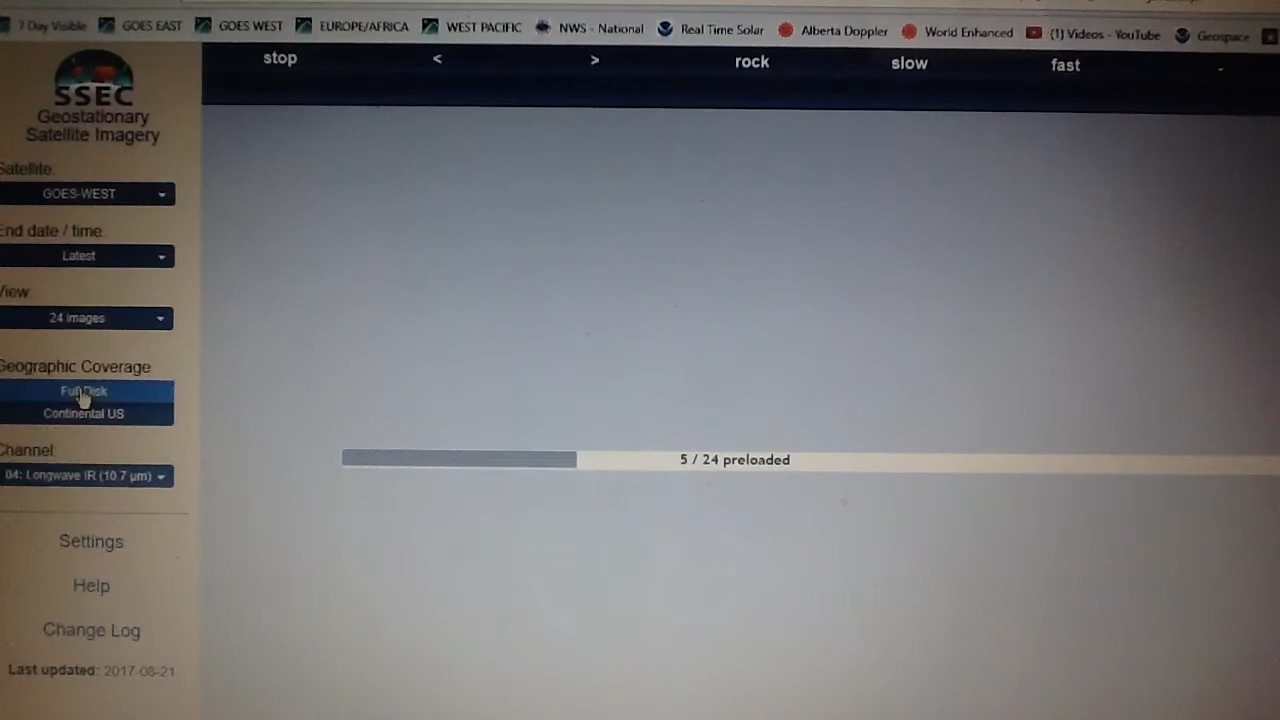 7 Day Visible GOES EAST GOES WEST EUROPE/AFRICA WEST PACIFIC NWS - National Real Time Solar Alberta Doppler World Enhanced (1) Videos - YouTube Geospace
stop < > rock slow fast -
SSEC
Geostationary
Satellite Imagery
Satellite:
GOES-WEST
End date / time
Latest
View:
24 images
Geographic Coverage
Full Disk
Continental US
Channel:
04: Longwave IR (10.7 µm)
5 / 24 preloaded
Settings
Help
Change Log
Last updated: 2017-08-21